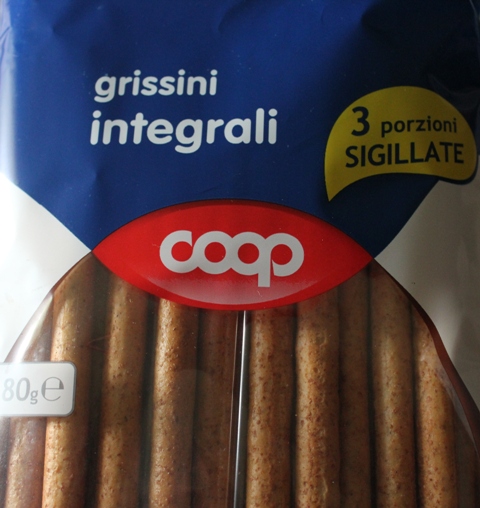 grissini
integrali
3 porzioni
SIGILLATE
coop
80g e